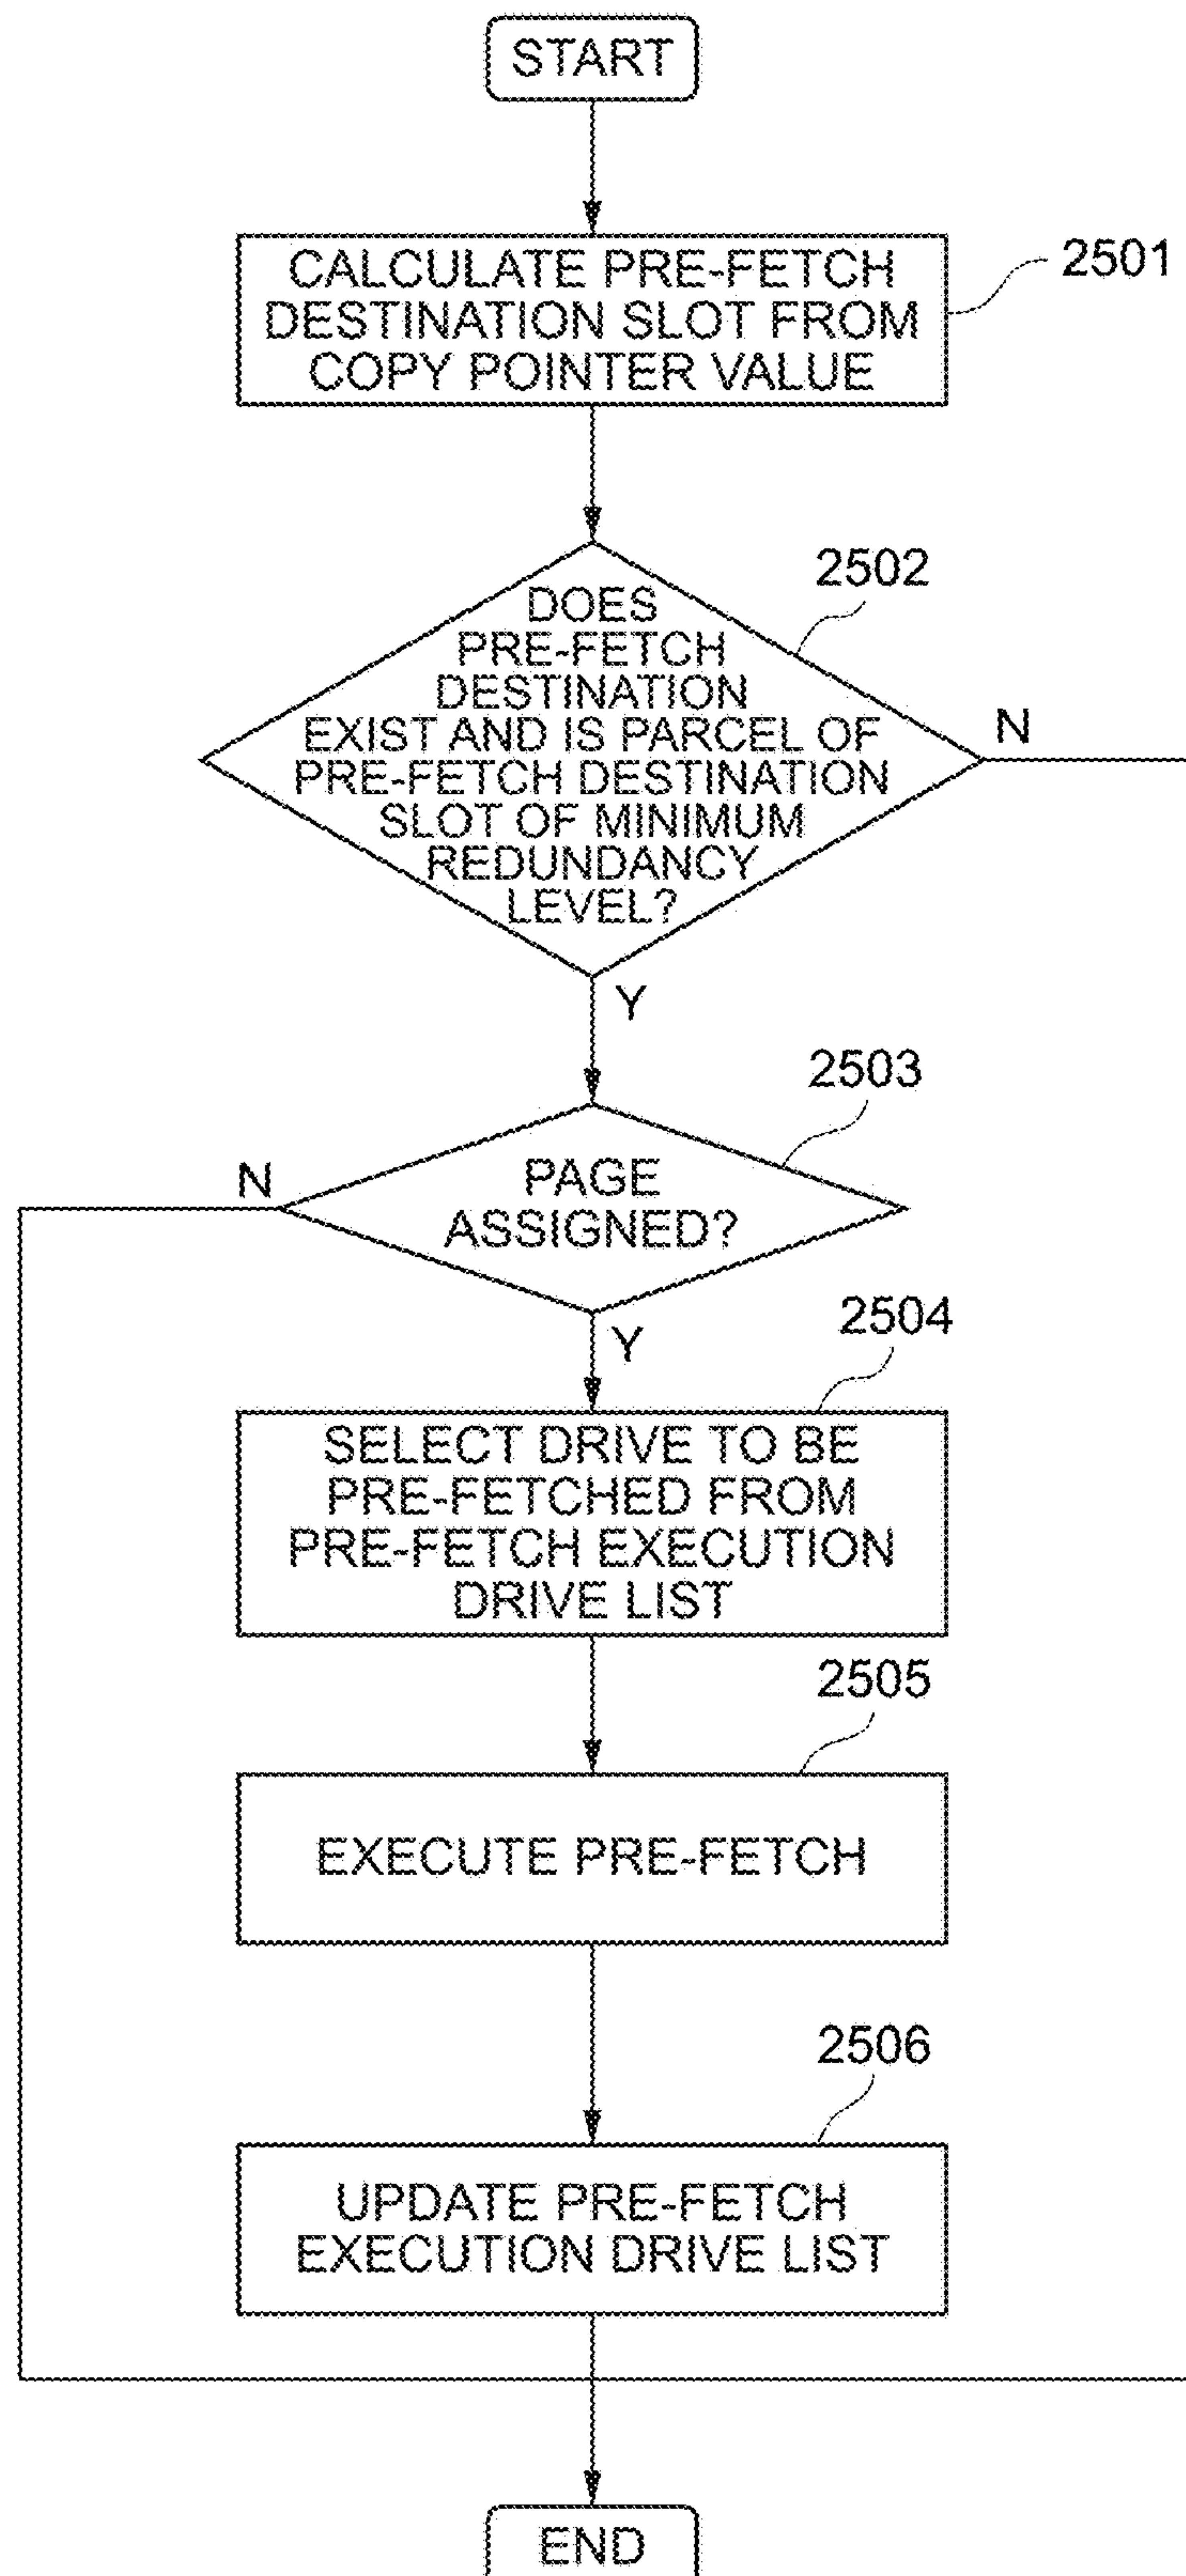 START
CALCULATE PRE-FETCH
DESTINATION SLOT FROM
COPY POINTER VALUE
2501
DOES
PRE-FETCH
DESTINATION
EXIST AND IS PARCEL OF
PRE-FETCH DESTINATION
SLOT OF MINIMUM
REDUNDANCY
LEVEL?
2502
N
Y
PAGE
ASSIGNED?
2503
N
Y
SELECT DRIVE TO BE
PRE-FETCHED FROM
PRE-FETCH EXECUTION
DRIVE LIST
2504
EXECUTE PRE-FETCH
2505
UPDATE PRE-FETCH
EXECUTION DRIVE LIST
2506
END